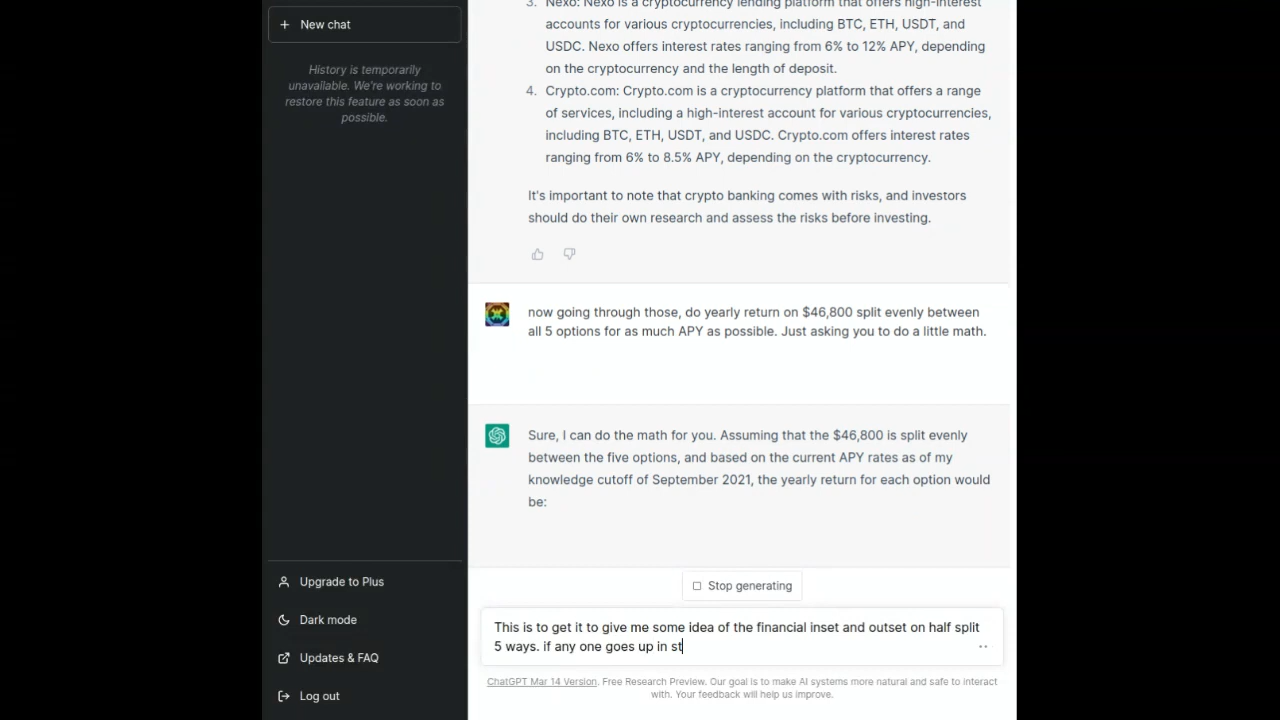 New chat
History is temporarily
unavailable. We're working to
restore this feature as soon as
possible.
Upgrade to Plus
Dark mode
Updates & FAQ
Log out
3. Nexo: Nexo is a cryptocurrency lending platform that offers high-interest
accounts for various cryptocurrencies, including BTC, ETH, USDT, and
USDC. Nexo offers interest rates ranging from 6% to 12% APY, depending
on the cryptocurrency and the length of deposit.
4. Crypto.com: Crypto.com is a cryptocurrency platform that offers a range
of services, including a high-interest account for various cryptocurrencies,
including BTC, ETH, USDT, and USDC. Crypto.com offers interest rates
ranging from 6% to 8.5% APY, depending on the cryptocurrency.
It's important to note that crypto banking comes with risks, and investors
should do their own research and assess the risks before investing.
now going through those, do yearly return on $46,800 split evenly between
all 5 options for as much APY as possible. Just asking you to do a little math.
Sure, I can do the math for you. Assuming that the $46,800 is split evenly
between the five options, and based on the current APY rates as of my
knowledge cutoff of September 2021, the yearly return for each option would
be:
Stop generating
This is to get it to give me some idea of the financial inset and outset on half split
5 ways. if any one goes up in st
ChatGPT Mar 14 Version. Free Research Preview. Our goal is to make AI systems more natural and safe to interact
with. Your feedback will help us improve.